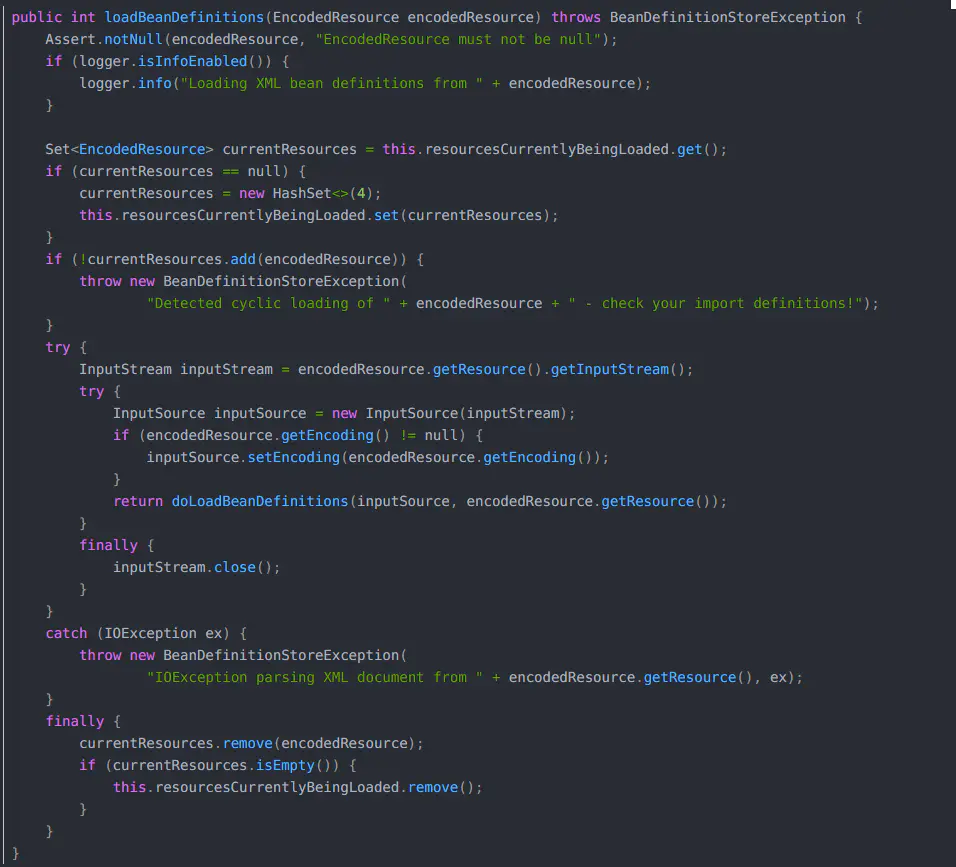 public int loadBeanDefinitions(EncodedResource encodedResource) throws BeanDefinitionStoreException {
    Assert.notNull(encodedResource, "EncodedResource must not be null");
    if (logger.isInfoEnabled()) {
        logger.info("Loading XML bean definitions from " + encodedResource);
    }

    Set<EncodedResource> currentResources = this.resourcesCurrentlyBeingLoaded.get();
    if (currentResources == null) {
        currentResources = new HashSet<>(4);
        this.resourcesCurrentlyBeingLoaded.set(currentResources);
    }
    if (!currentResources.add(encodedResource)) {
        throw new BeanDefinitionStoreException(
                "Detected cyclic loading of " + encodedResource + " - check your import definitions!");
    }
    try {
        InputStream inputStream = encodedResource.getResource().getInputStream();
        try {
            InputSource inputSource = new InputSource(inputStream);
            if (encodedResource.getEncoding() != null) {
                inputSource.setEncoding(encodedResource.getEncoding());
            }
            return doLoadBeanDefinitions(inputSource, encodedResource.getResource());
        }
        finally {
            inputStream.close();
        }
    }
    catch (IOException ex) {
        throw new BeanDefinitionStoreException(
                "IOException parsing XML document from " + encodedResource.getResource(), ex);
    }
    finally {
        currentResources.remove(encodedResource);
        if (currentResources.isEmpty()) {
            this.resourcesCurrentlyBeingLoaded.remove();
        }
    }
}